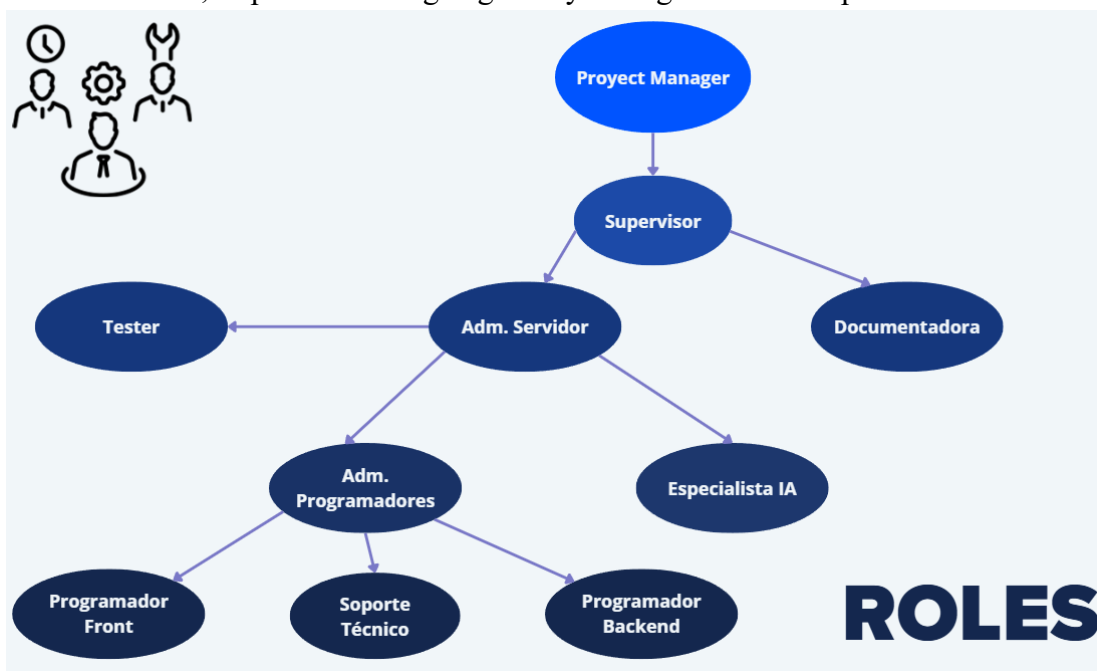 Proyect Manager
Supervisor
Tester
Adm. Servidor
Documentadora
Adm.
Programadores
Especialista IA
Programador
Front
Soporte
Técnico
Programador
Backend
ROLES